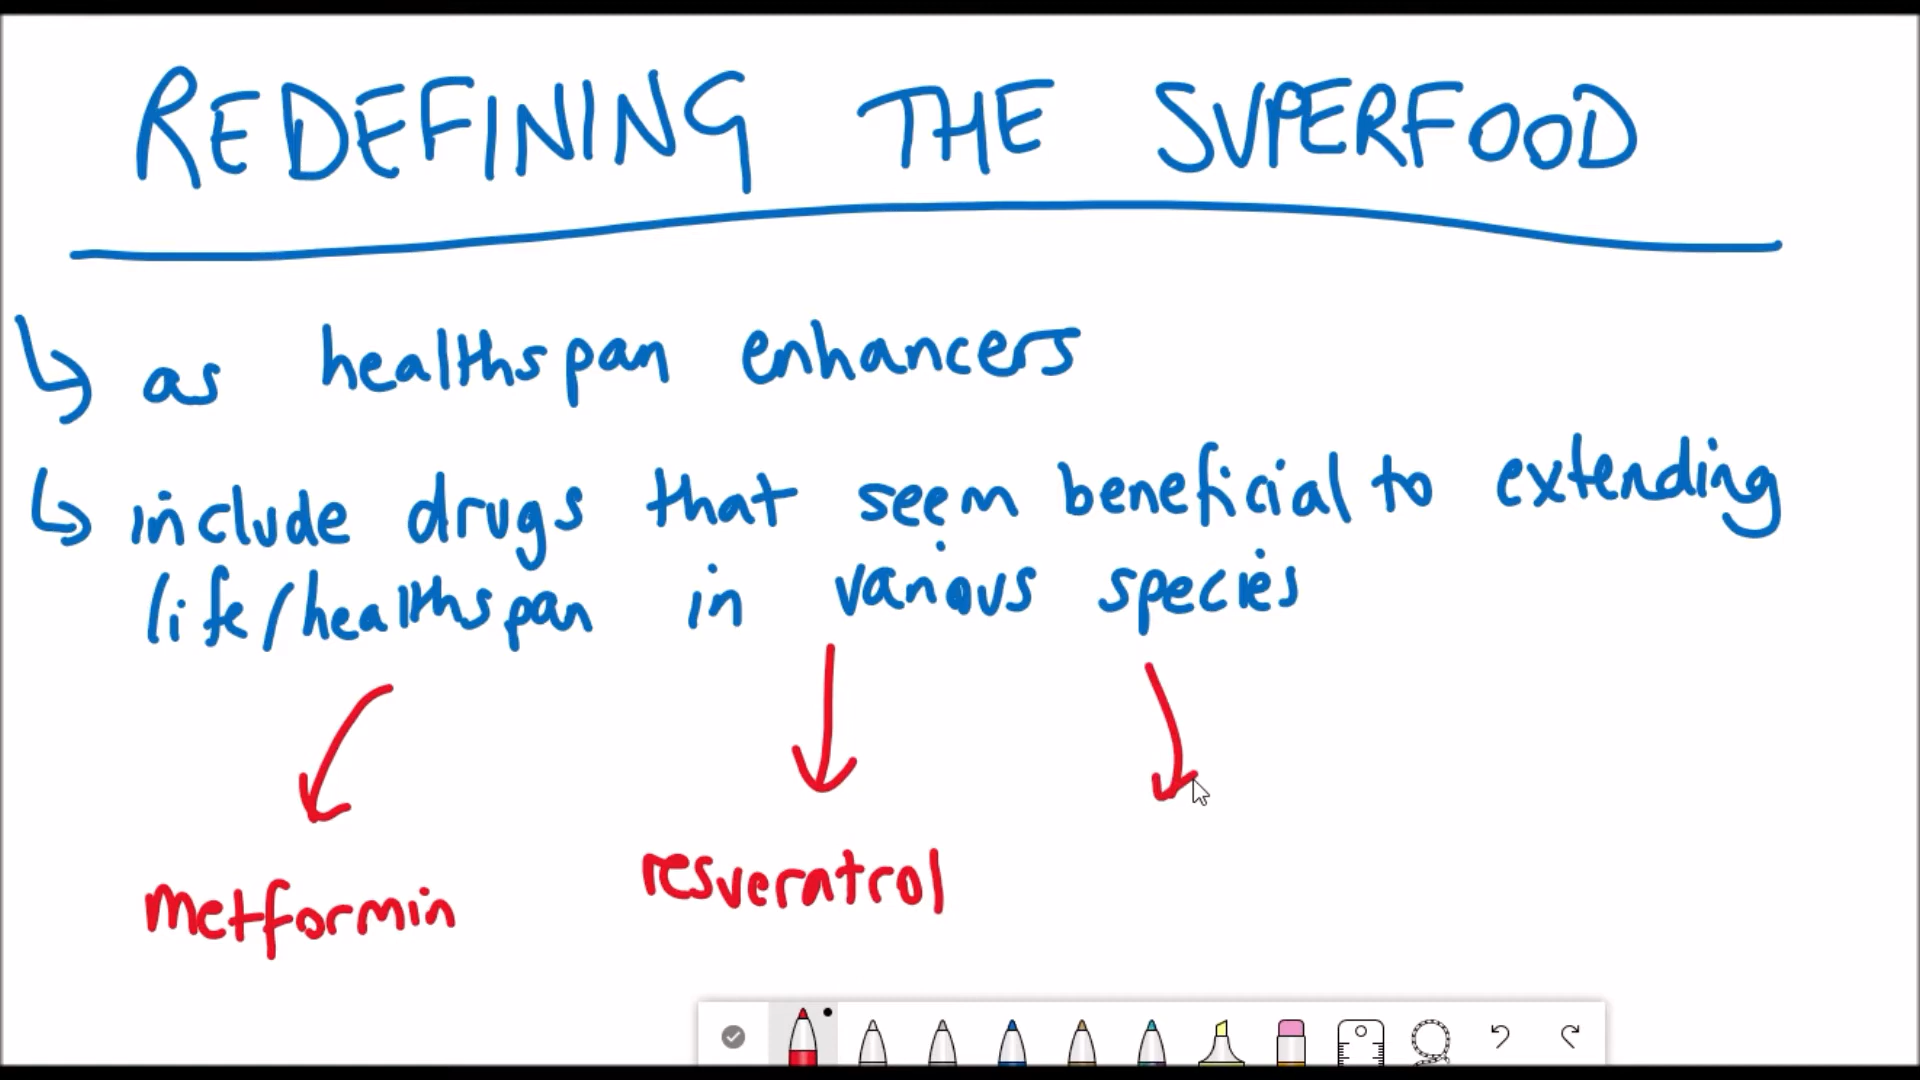 REDEFINING THE SUPERFOOD
as healthspan enhancers
include drugs that seem beneficial to extending
life/healthspan in various species
metformin
resveratrol